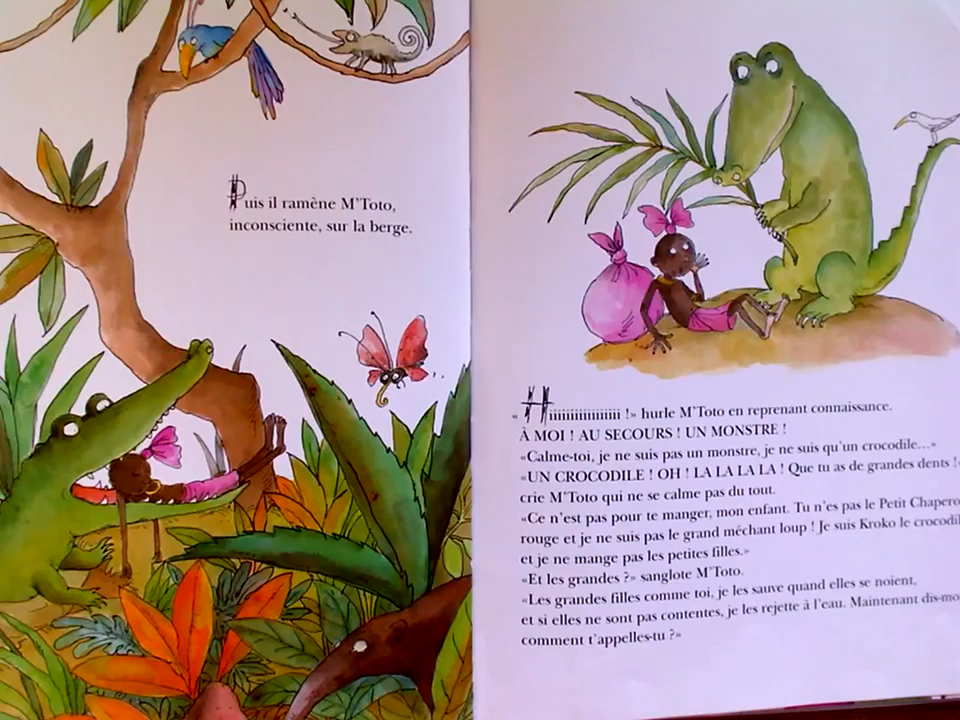 Puis il ramène M'Toto,
inconsciente, sur la berge.
« Hiiiiiiiiiiiiiiiii !» hurle M'Toto en reprenant connaissance.
À MOI ! AU SECOURS ! UN MONSTRE !
«Calme-toi, je ne suis pas un monstre, je ne suis qu'un crocodile...»
«UN CROCODILE ! OH ! LA LA LA LA ! Que tu as de grandes dents !
crie M'Toto qui ne se calme pas du tout.
«Ce n'est pas pour te manger, mon enfant. Tu n'es pas le Petit Chapero
rouge et je ne suis pas le grand méchant loup ! Je suis Kroko le crocodil
et je ne mange pas les petites filles.»
«Et les grandes ?» sanglote M'Toto.
«Les grandes filles comme toi, je les sauve quand elles se noient,
et si elles ne sont pas contentes, je les rejette à l'eau. Maintenant dis-mo
comment t'appelles-tu ?»